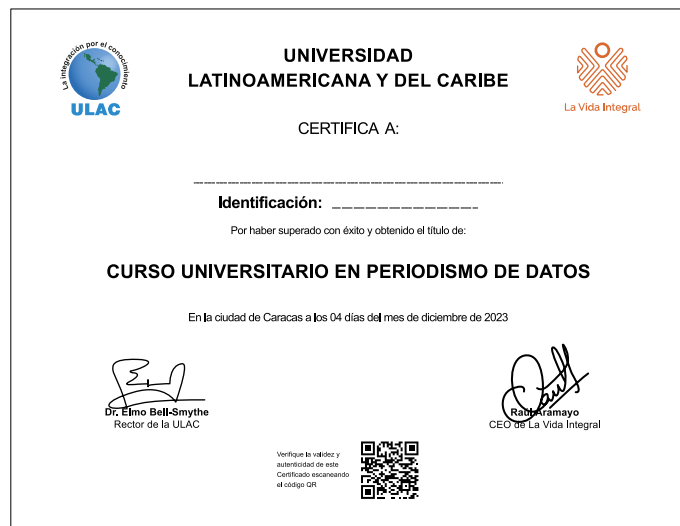 La integración por el conocimiento
ULAC
UNIVERSIDAD
LATINOAMERICANA Y DEL CARIBE
La Vida Integral
CERTIFICA A:
Identificación:
Por haber superado con éxito y obtenido el título de:
CURSO UNIVERSITARIO EN PERIODISMO DE DATOS
En la ciudad de Caracas a los 04 días del mes de diciembre de 2023
Dr. Elmo Bell-Smythe
Rector de la ULAC
Raúl Aramayo
CEO de La Vida Integral
Verifique la validez y
autenticidad de este
Certificado escaneando
el código QR